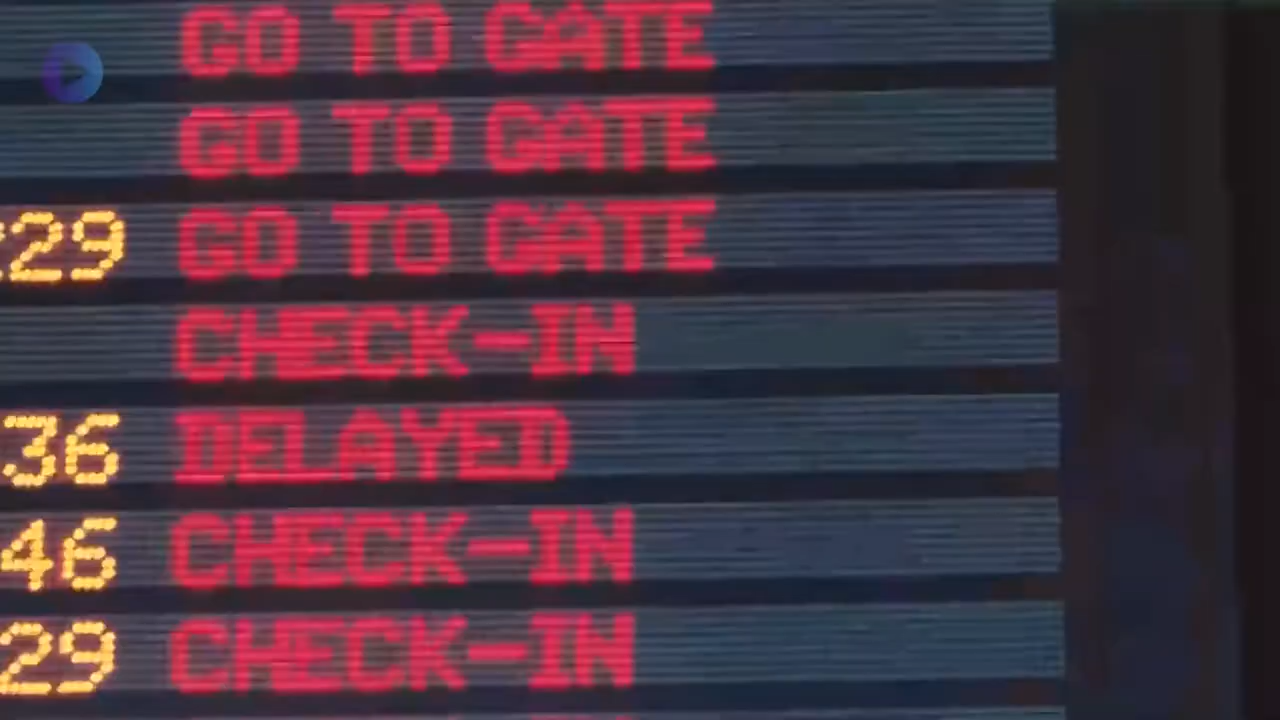 GO TO GATE
GO TO GATE
29 GO TO GATE
CHECK-IN
36 DELAYED
46 CHECK-IN
29 CHECK-IN